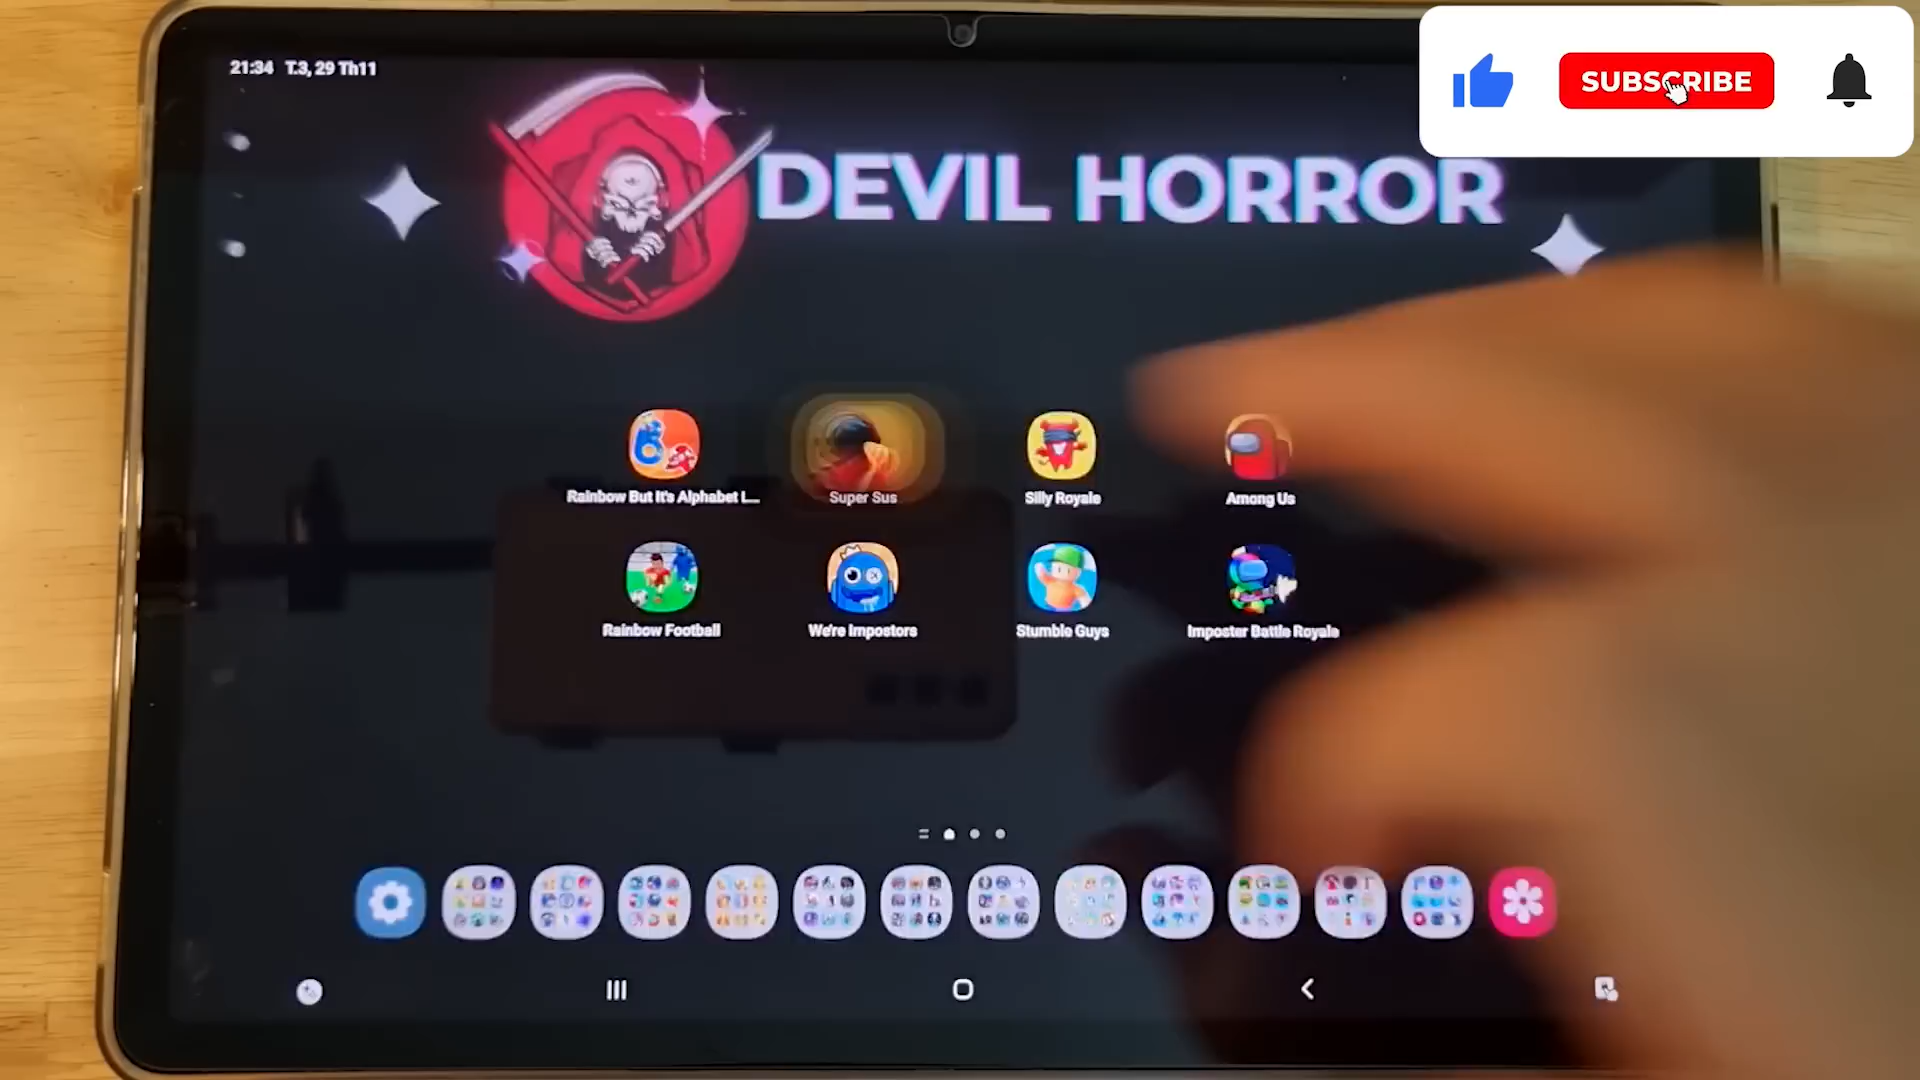 21:34 T.3, 29 Th11
SUBSCRIBE
DEVIL HORROR
Rainbow But It's Alphabet L...
Super Sus
Silly Royale
Among Us
Rainbow Football
We're Impostors
Stumble Guys
Imposter Battle Royale